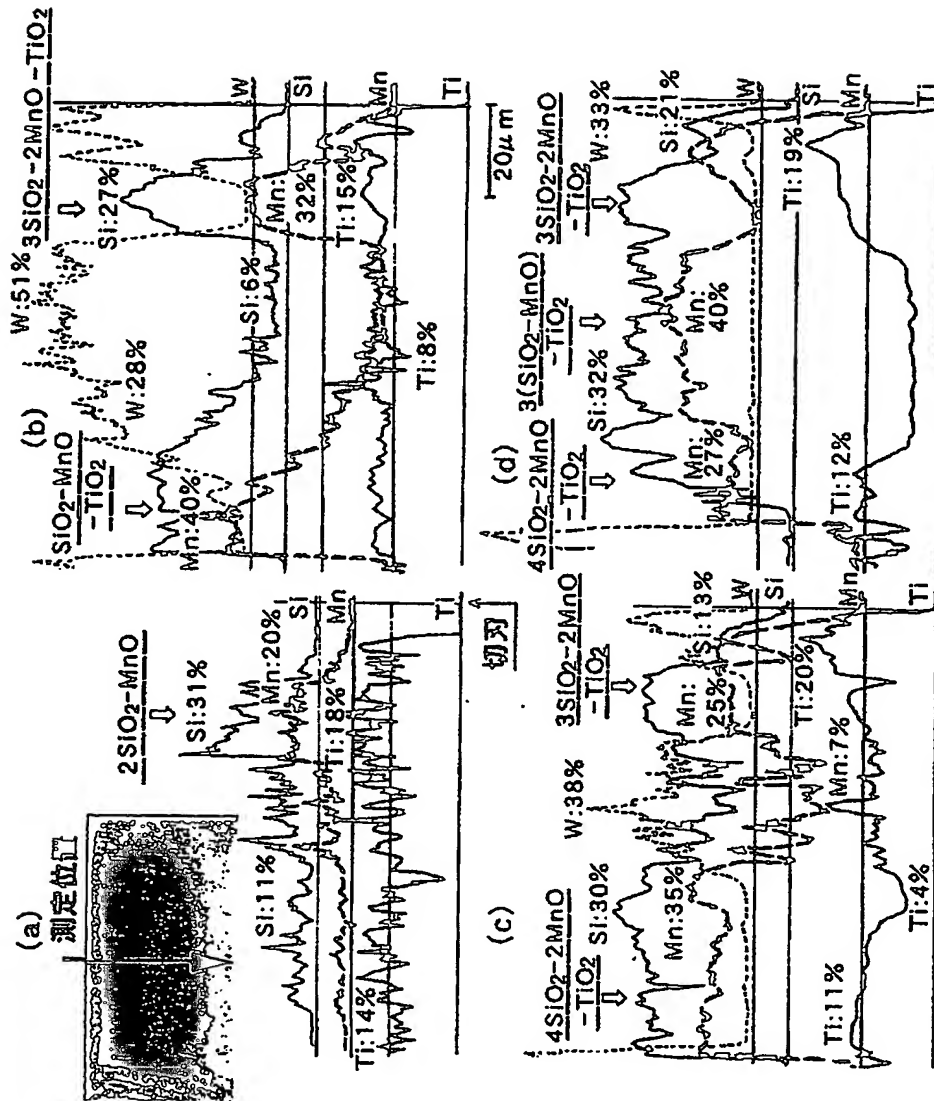 (a)
測定位置
2SiO₂-MnO
Si:31%
Si:11%
Mn:20%
Ti:18%
Ti:14%
Si
Mn
Ti
切刃
(b)
SiO₂-MnO
-TiO₂
W:51%
3SiO₂-2MnO-TiO₂
Si:27%
W:28%
Mn:40%
Si:6%
Mn:
32%
Ti:15%
Ti:8%
W
Si
Mn
Ti
20μm
(c)
4SiO₂-2MnO
-TiO₂
Si:30%
Mn:35%
W:38%
3SiO₂-2MnO
-TiO₂
Mn:
25%
Si:13%
Ti:20%
Mn:7%
Ti:11%
Ti:4%
W
Si
Mn
Ti
(d)
4SiO₂-2MnO
-TiO₂
3(SiO₂-MnO)
-TiO₂
3SiO₂-2MnO
-TiO₂
W:33%
Si:32%
Si:21%
Mn:
27%
Mn:
40%
Ti:19%
Ti:12%
W
Si
Mn
Ti